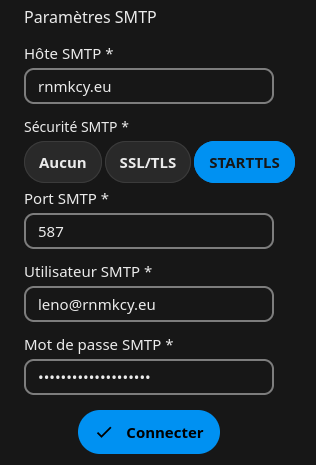 Paramètres SMTP
Hôte SMTP *
rnmkcy.eu
Sécurité SMTP *
Aucun SSL/TLS STARTTLS
Port SMTP *
587
Utilisateur SMTP *
leno@rnmkcy.eu
Mot de passe SMTP *
••••••••••••••••••••
Connecter